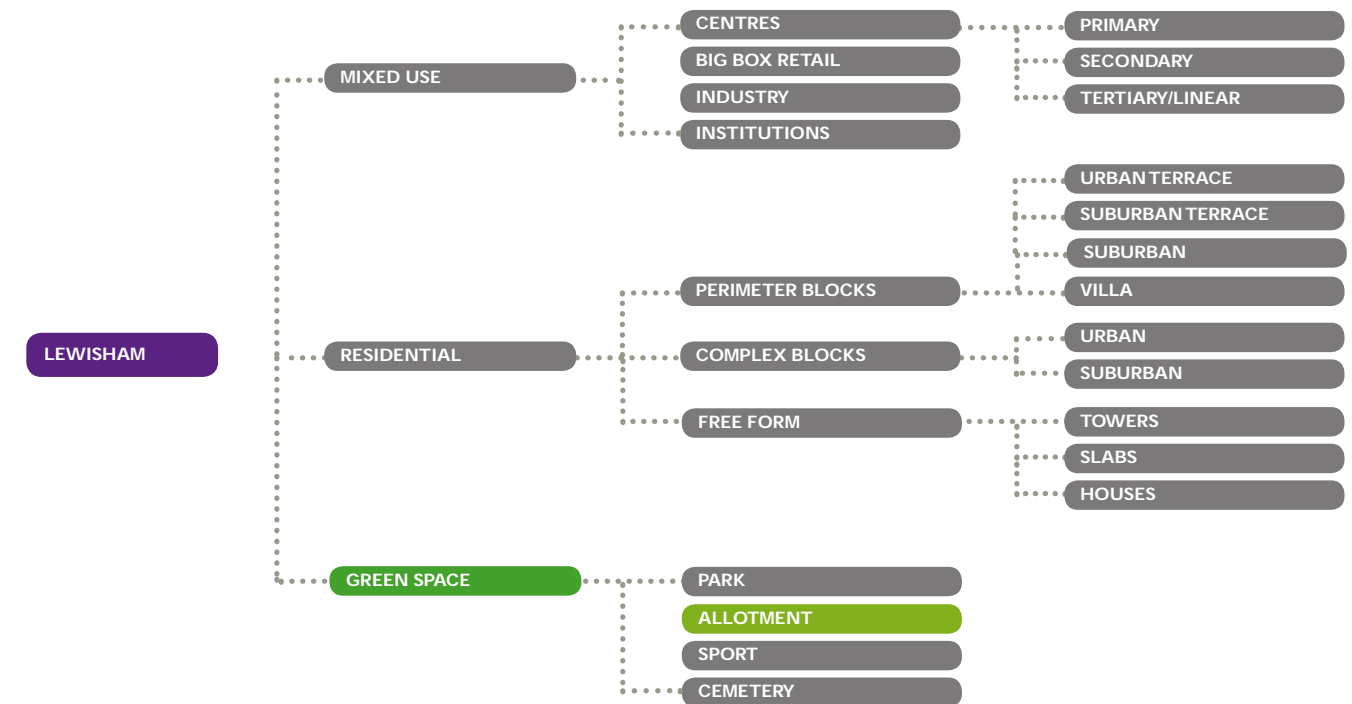 LEWISHAM
MIXED USE
CENTRES
PRIMARY
SECONDARY
TERTIARY/LINEAR
BIG BOX RETAIL
INDUSTRY
INSTITUTIONS
RESIDENTIAL
PERIMETER BLOCKS
URBAN TERRACE
SUBURBAN TERRACE
SUBURBAN
VILLA
COMPLEX BLOCKS
URBAN
SUBURBAN
FREE FORM
TOWERS
SLABS
HOUSES
GREEN SPACE
PARK
ALLOTMENT
SPORT
CEMETERY